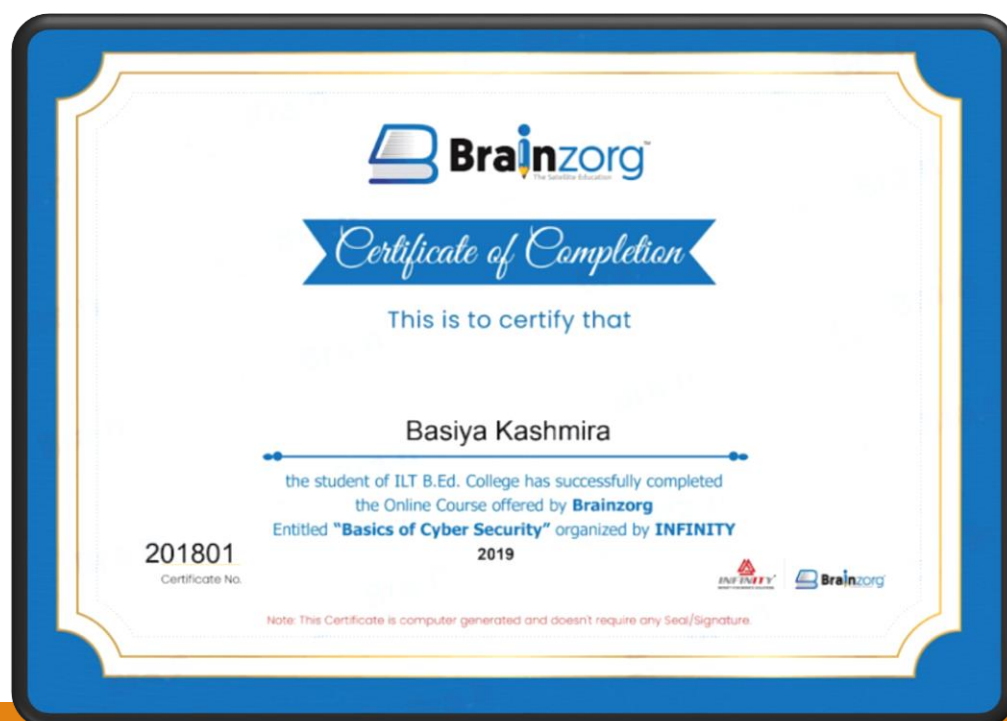 Brainzorg™
The Satellite Education
Certificate of Completion
This is to certify that
Basiya Kashmira
the student of ILT B.Ed. College has successfully completed
the Online Course offered by Brainzorg
Entitled "Basics of Cyber Security" organized by INFINITY
2019
201801
Certificate No.
INFINITY
Brainzorg
Note: This Certificate is computer generated and doesn't require any Seal/Signature.